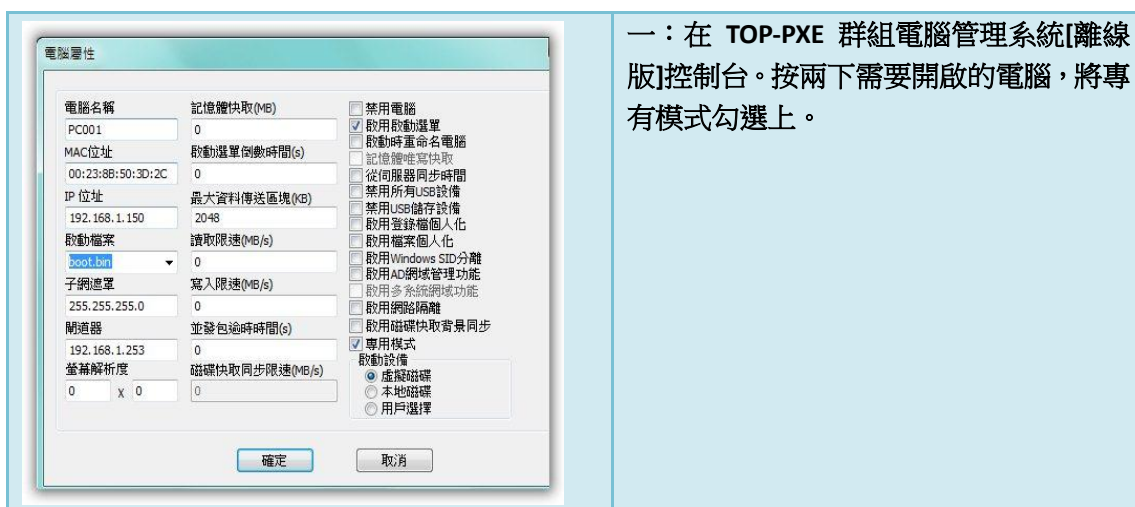 電腦屬性
電腦名稱
PC001
MAC位址
00:23:8B:50:3D:2C
IP 位址
192.168.1.150
啟動檔案
boot.bin
子網遮罩
255.255.255.0
閘道器
192.168.1.253
螢幕解析度
0 x 0
記憶體快取(MB)
0
啟動選單倒數時間(s)
0
最大資料傳送區塊(KB)
2048
讀取限速(MB/s)
0
寫入限速(MB/s)
0
並發包逾時時間(s)
0
磁碟快取同步限速(MB/s)
0
禁用電腦
啟用啟動選單
啟動時重命名電腦
記憶體唯寫快取
從伺服器同步時間
禁用所有USB設備
禁用USB儲存設備
啟用登錄檔個人化
啟用檔案個人化
啟用Windows SID分離
啟用AD網域管理功能
啟用多系統網域功能
啟用網路隔離
啟用磁碟快取背景同步
專用模式
啟動設備
虛擬磁碟
本地磁碟
用戶選擇
確定
取消
一：在 TOP-PXE 群組電腦管理系統[離線
版]控制台。按兩下需要開啟的電腦，將專
有模式勾選上。